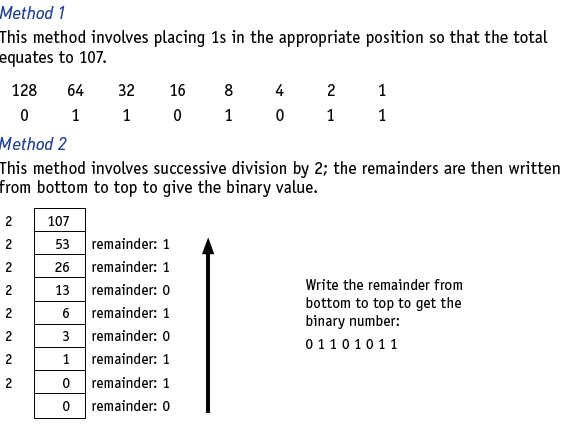 Method 1
This method involves placing 1s in the appropriate position so that the total
equates to 107.
128 64 32 16 8 4 2 1
0 1 1 0 1 0 1 1
Method 2
This method involves successive division by 2; the remainders are then written
from bottom to top to give the binary value.
2 107
2 53 remainder: 1
2 26 remainder: 1
2 13 remainder: 0
2 6 remainder: 1
2 3 remainder: 0
2 1 remainder: 1
2 0 remainder: 1
0 remainder: 0
Write the remainder from
bottom to top to get the
binary number:
0 1 1 0 1 0 1 1